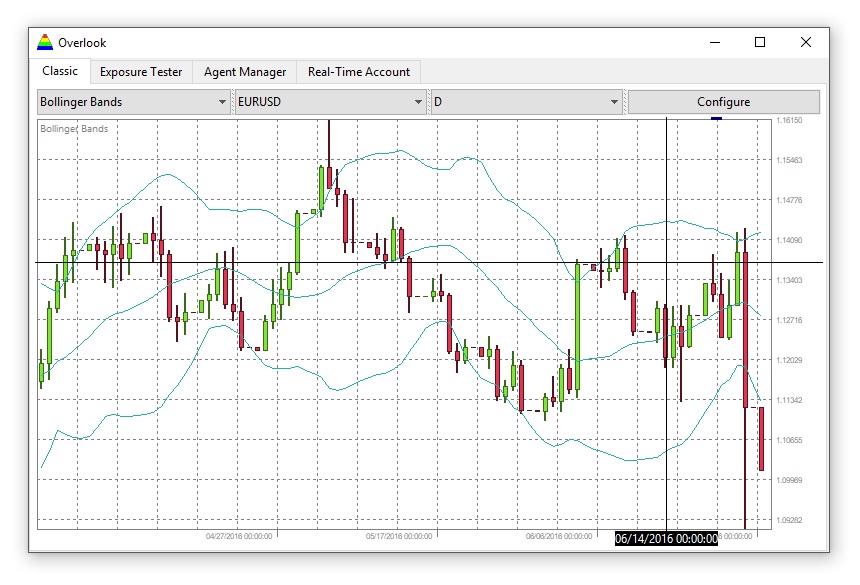 Overlook
Classic Exposure Tester Agent Manager Real-Time Account
Bollinger Bands EURUSD D Configure
Bollinger Bands
1.16150
1.15463
1.14776
1.14090
1.13403
1.12716
1.12029
1.11342
1.10655
1.09969
1.09282
04/27/2016 00:00:00 05/17/2016 00:00:00 06/06/2016 00:00:00 06/14/2016 00:00:00 6 00:00:00